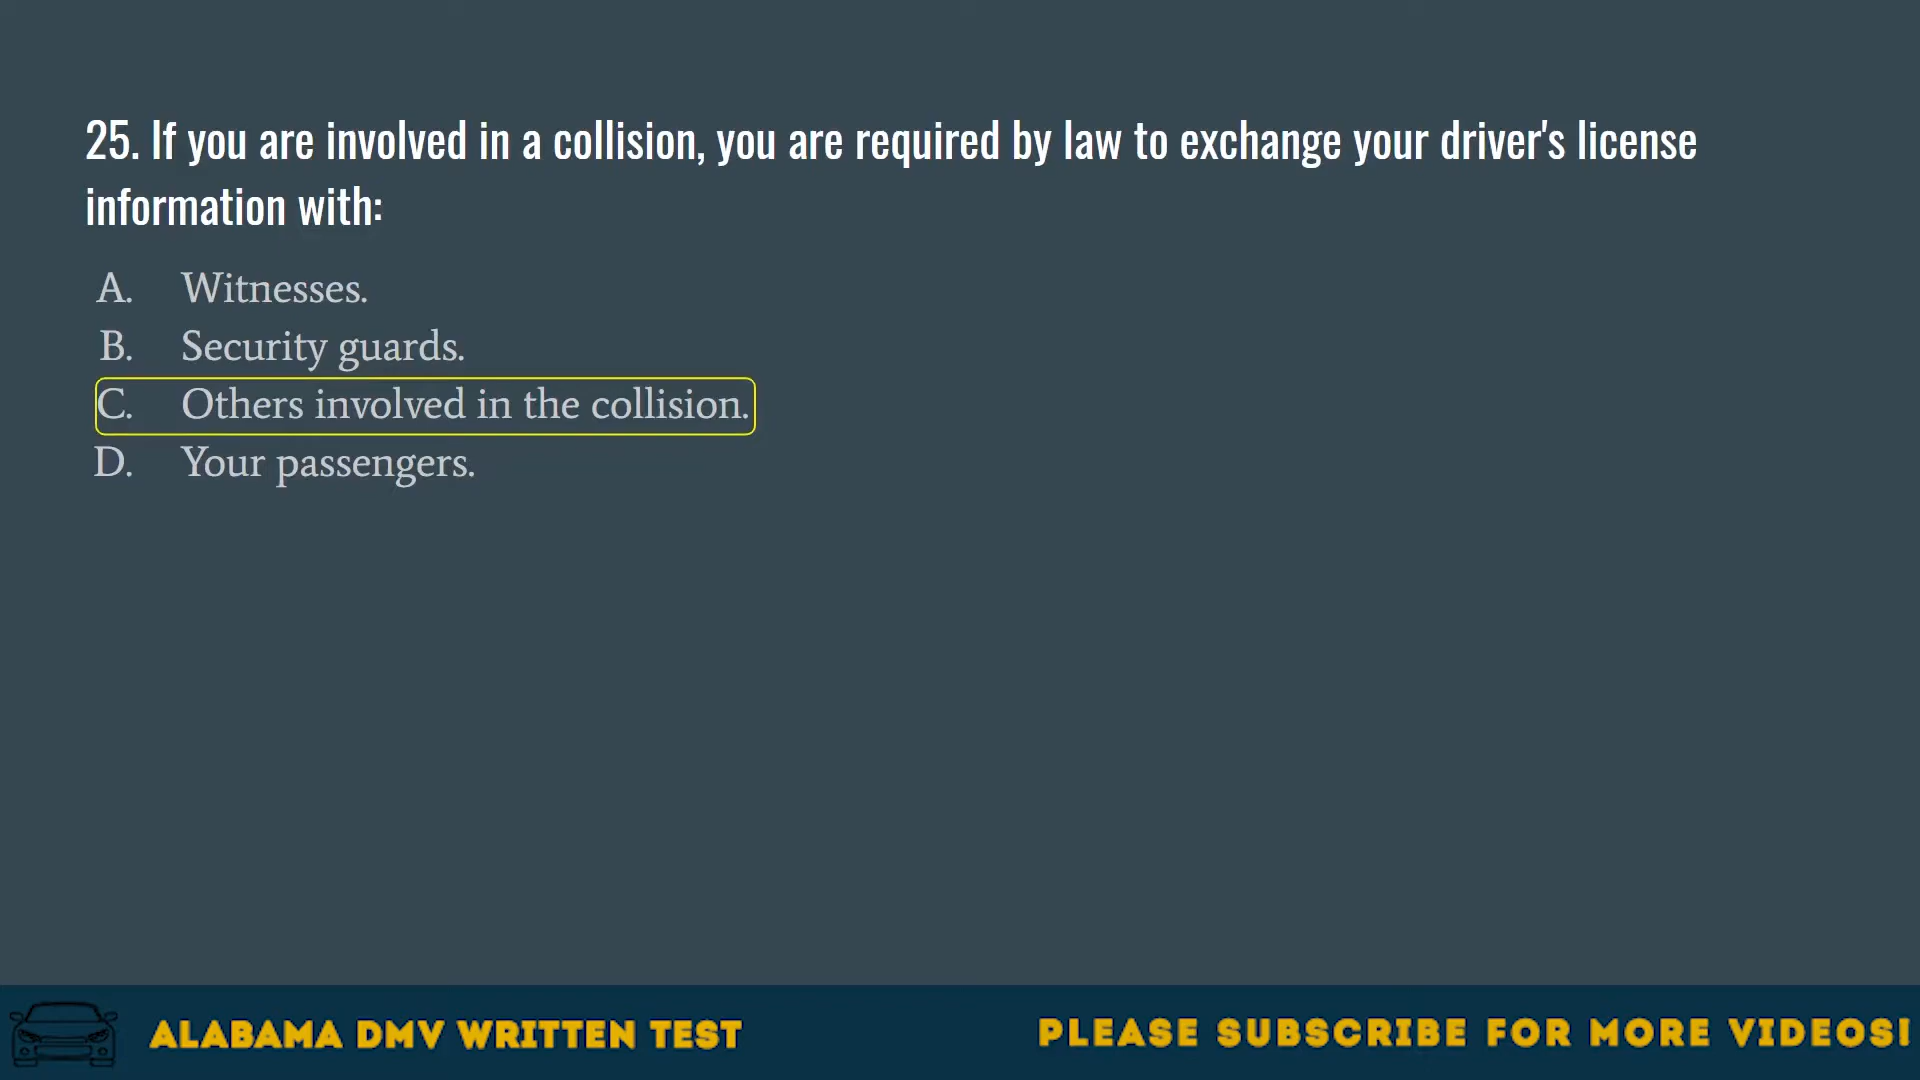 25. If you are involved in a collision, you are required by law to exchange your driver's license
information with:
A. Witnesses.
B. Security guards.
C. Others involved in the collision.
D. Your passengers.
ALABAMA DMV WRITTEN TEST
PLEASE SUBSCRIBE FOR MORE VIDEOS!